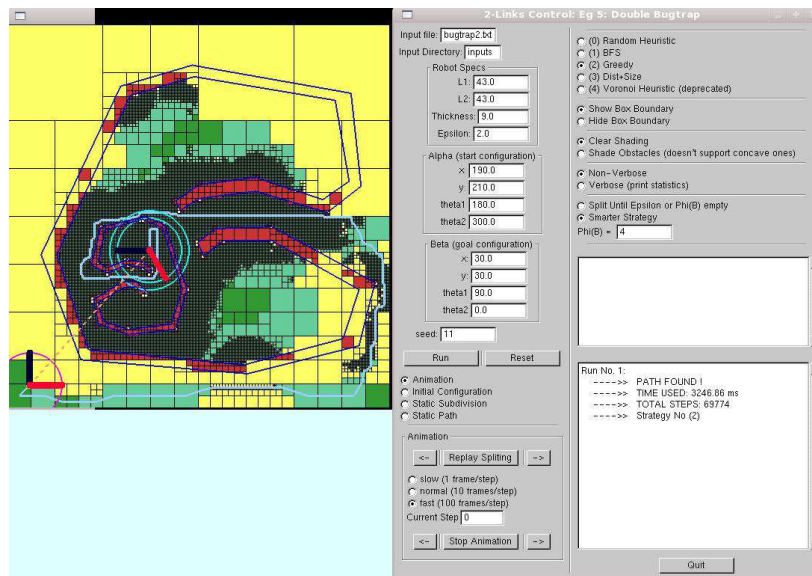 2-Links Control: Eg 5: Double Bugtrap
Input file: bugtrap2.txt
Input Directory: inputs
Robot Specs
L1: 43.0
L2: 43.0
Thickness: 9.0
Epsilon: 2.0
Alpha (start configuration)
x: 190.0
y: 210.0
theta1: 180.0
theta2: 300.0
Beta (goal configuration)
x: 30.0
y: 30.0
theta1: 90.0
theta2: 0.0
seed: 11
Run
Reset
Animation
Initial Configuration
Static Subdivision
Static Path
Animation
<- Replay Spliting ->
slow (1 frame/step)
normal (10 frames/step)
fast (100 frames/step)
Current Step 0
<- Stop Animation ->
(0) Random Heuristic
(1) BFS
(2) Greedy
(3) Dist+Size
(4) Voronoi Heuristic (deprecated)
Show Box Boundary
Hide Box Boundary
Clear Shading
Shade Obstacles (doesn't support concave ones)
Non-Verbose
Verbose (print statistics)
Split Until Epsilon or Phi(B) empty
Smarter Strategy
Phi(B) = 4
Run No. 1:
---->> PATH FOUND !
---->> TIME USED: 3246.86 ms
---->> TOTAL STEPS: 69774
---->> Strategy No (2)
Quit